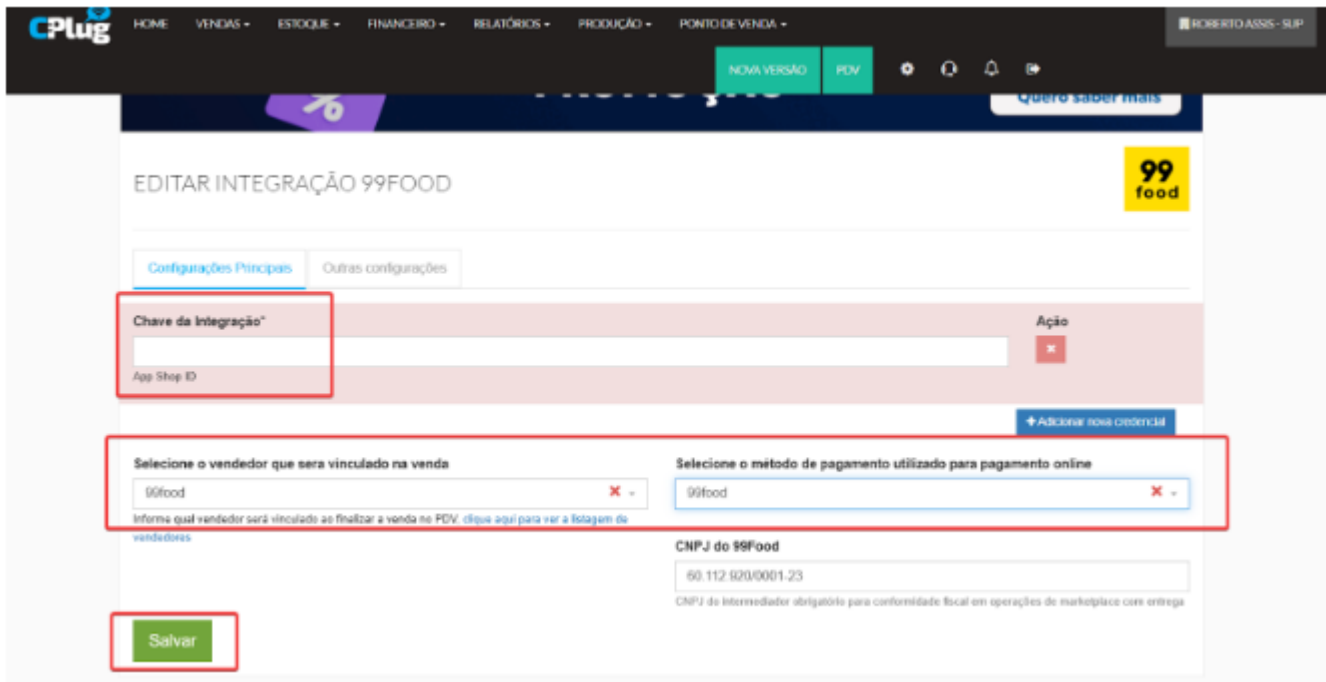 CPlug
HOME VENDAS ESTOQUE FINANCEIRO RELATÓRIOS PRODUÇÃO PONTO DE VENDA ROBERTO ASSIS - SUP
NOVA VERSÃO PDV
Quero saber mais
EDITAR INTEGRAÇÃO 99FOOD
99
food
Configurações Principais Outras configurações
Chave da Integração* Ação
App Shop ID
+Adicionar nova credencial
Selecione o vendedor que sera vinculado na venda Selecione o método de pagamento utilizado para pagamento online
99food 99food
Informe qual vendedor será vinculado ao finalizar a venda no PDV, clique aqui para ver a listagem de
vendedores
CNPJ do 99Food
60.112.920/0001-23
CNPJ do intermediador obrigatório para conformidade fiscal em operações de marketplace com entrega
Salvar